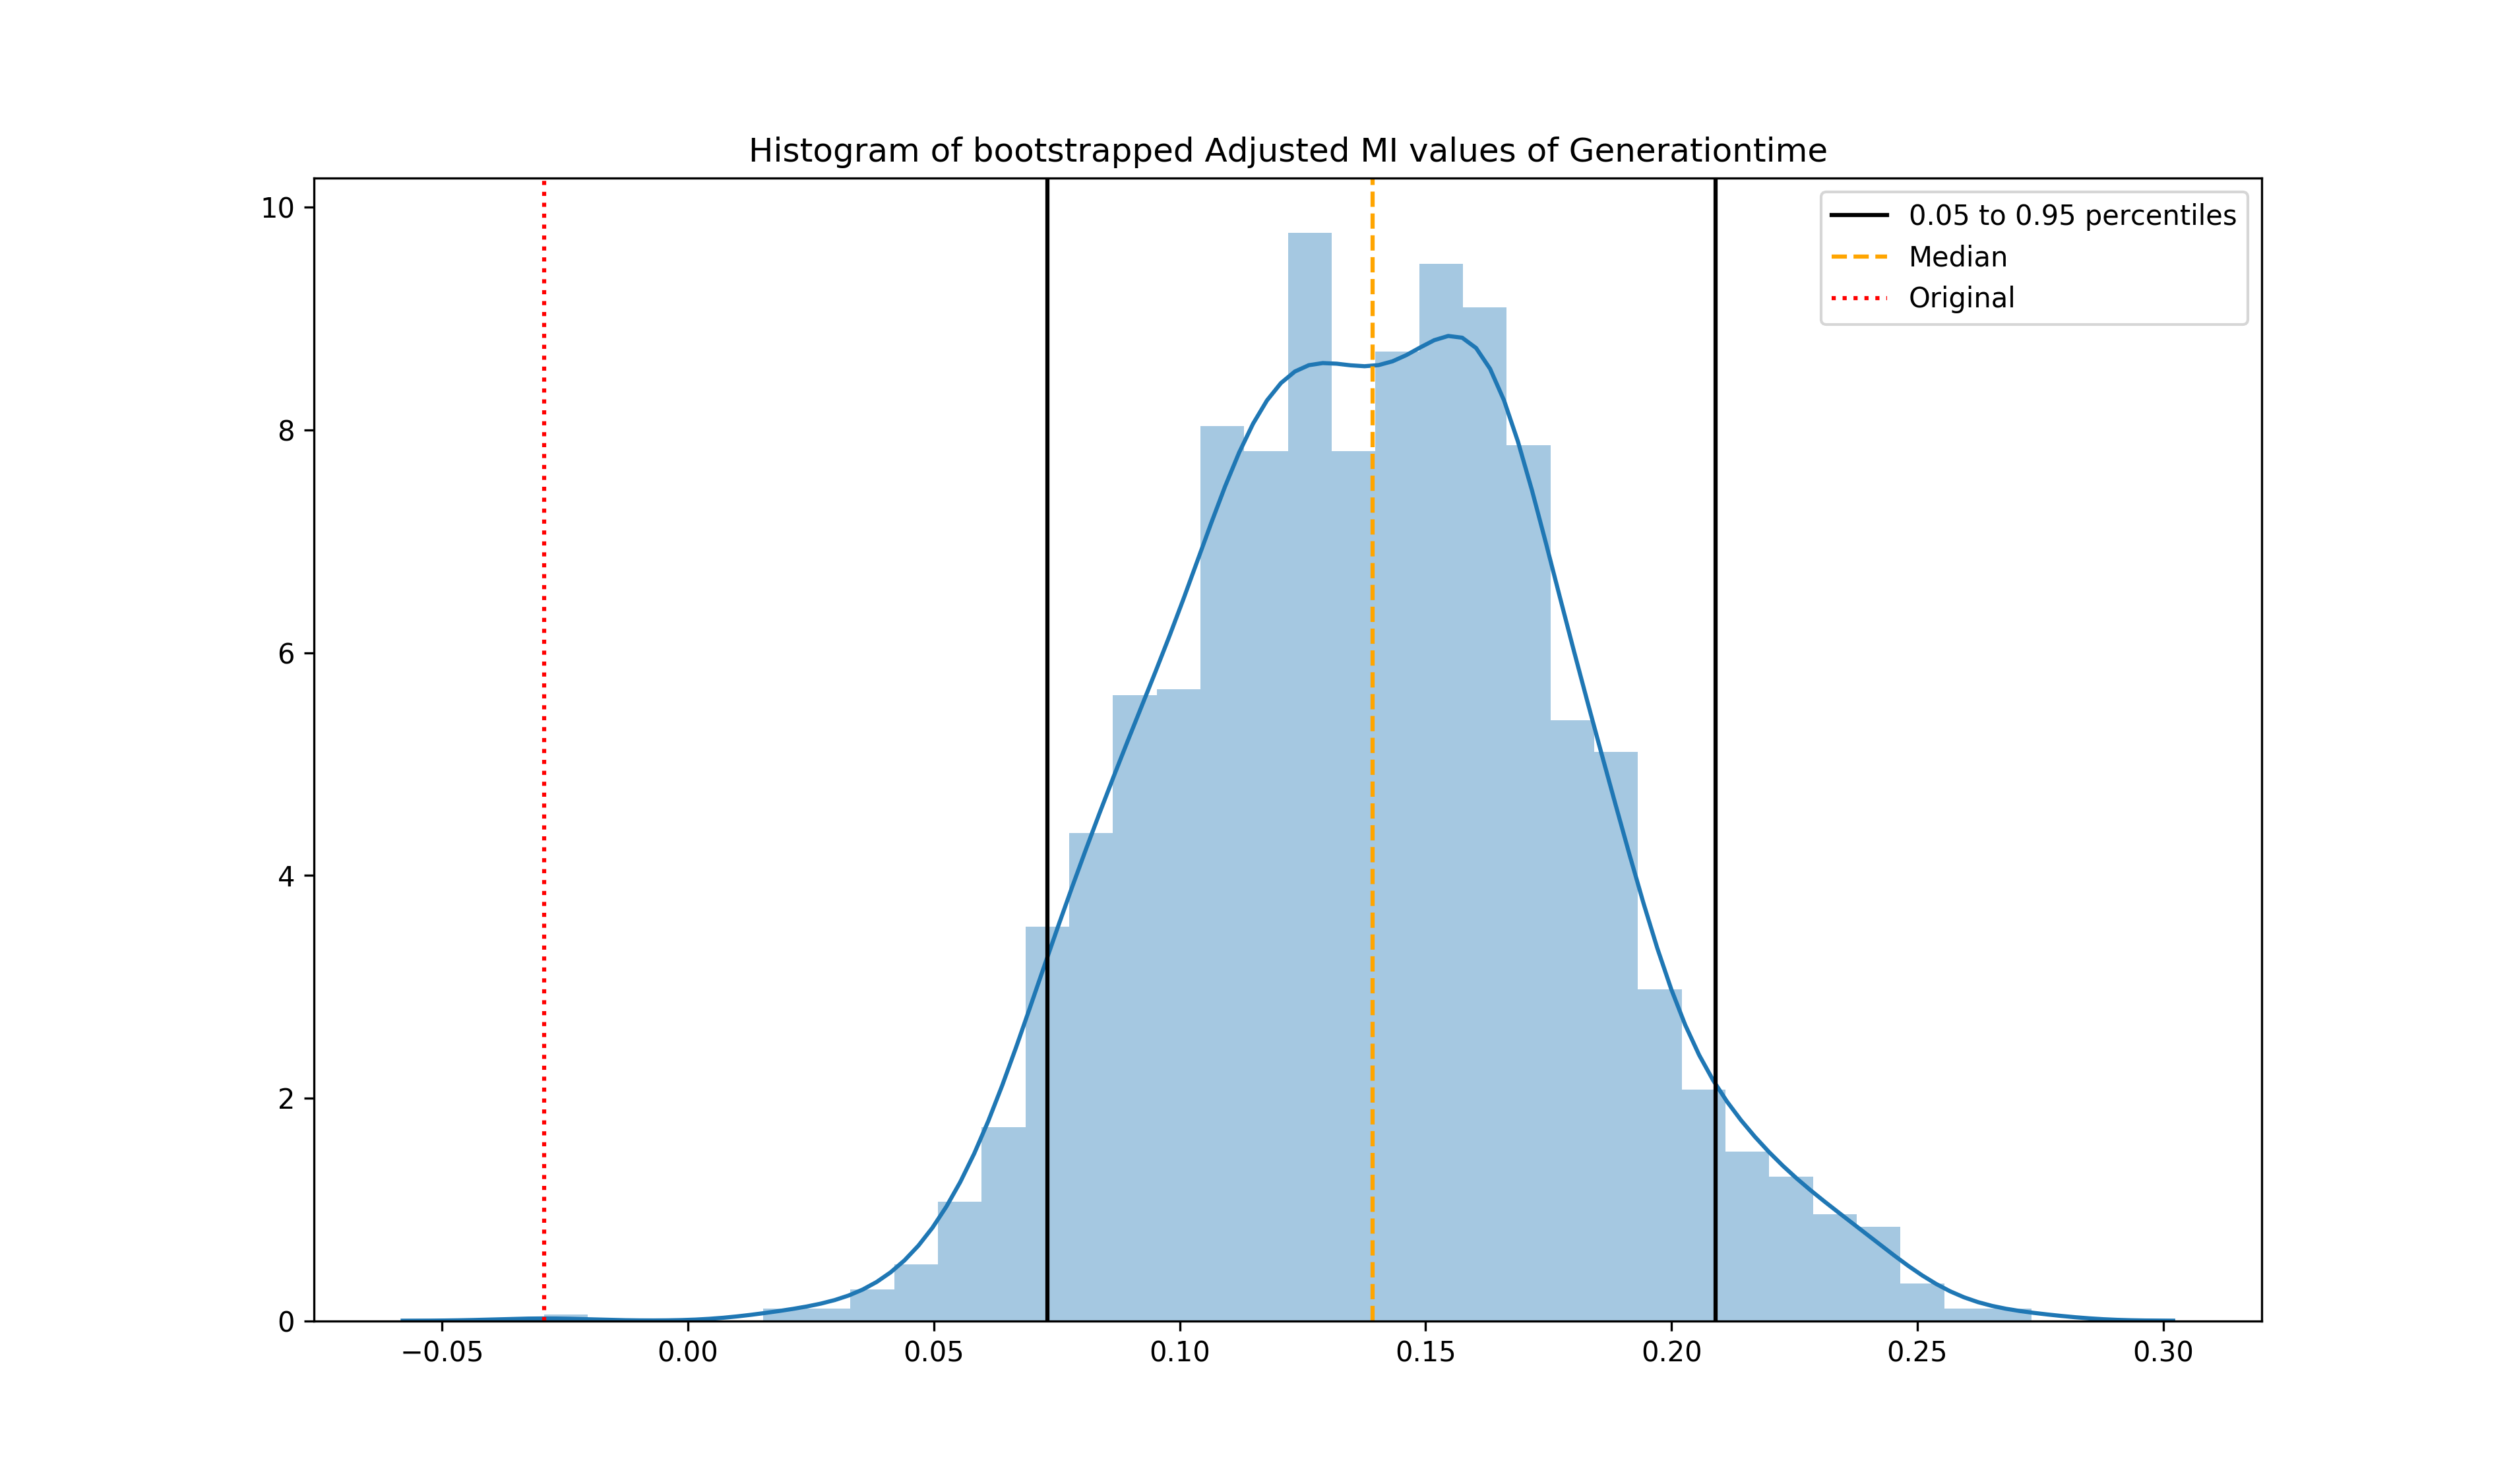 Histogram of bootstrapped Adjusted MI values of Generationtime
10
8
6
4
2
0
0.05 to 0.95 percentiles
Median
Original
−0.05 0.00 0.05 0.10 0.15 0.20 0.25 0.30